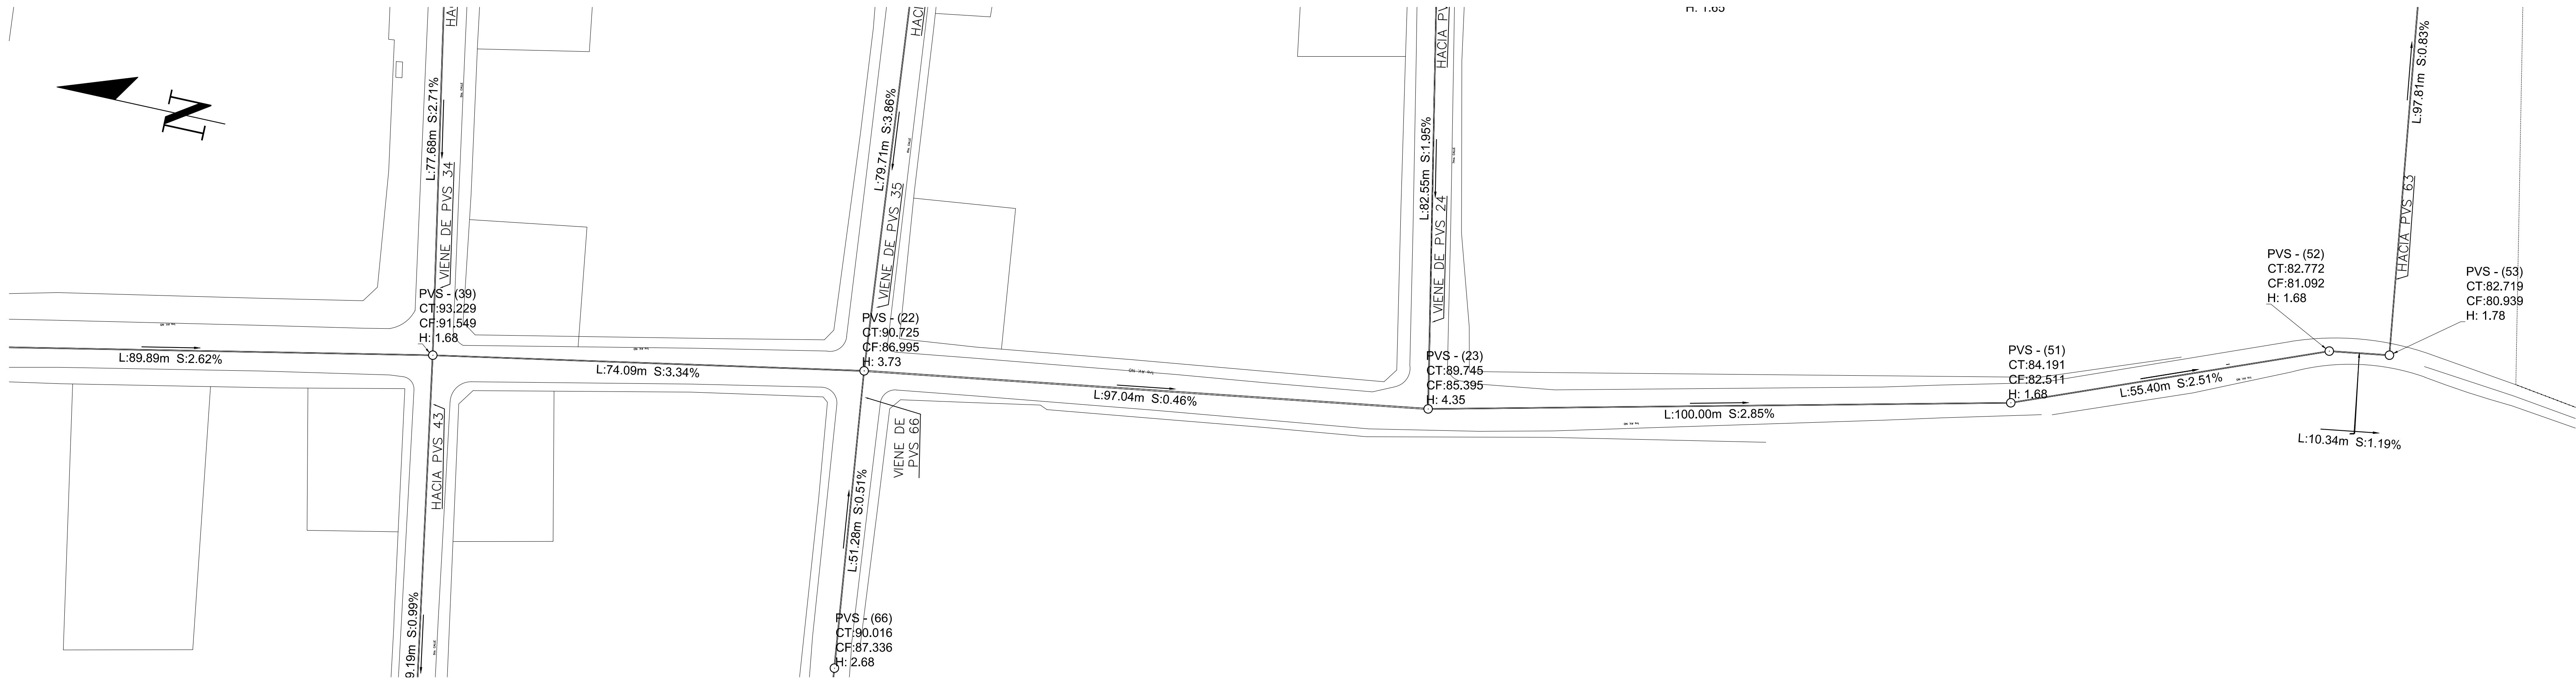 H: 1.65
HACIA PV
N
L:77.68m S:2.71%
VIENE DE PVS 34
L:79.71m S:3.86%
VIENE DE PVS 35
L:82.55m S:1.95%
VIENE DE PVS 24
L:97.81m S:0.83%
HACIA PVS 63
PVS - (39)
CT:93.229
CF:91.549
H: 1.68
L:89.89m S:2.62%
L:74.09m S:3.34%
PVS - (22)
CT:90.725
CF:86.995
H: 3.73
L:97.04m S:0.46%
PVS - (23)
CT:89.745
CF:85.395
H: 4.35
L:100.00m S:2.85%
PVS - (51)
CT:84.191
CF:82.511
H: 1.68
L:55.40m S:2.51%
PVS - (52)
CT:82.772
CF:81.092
H: 1.68
PVS - (53)
CT:82.719
CF:80.939
H: 1.78
L:10.34m S:1.19%
HACIA PVS 43
9.19m S:0.99%
VIENE DE
PVS 66
L:51.28m S:0.51%
PVS - (66)
CT:90.016
CF:87.336
H: 2.68